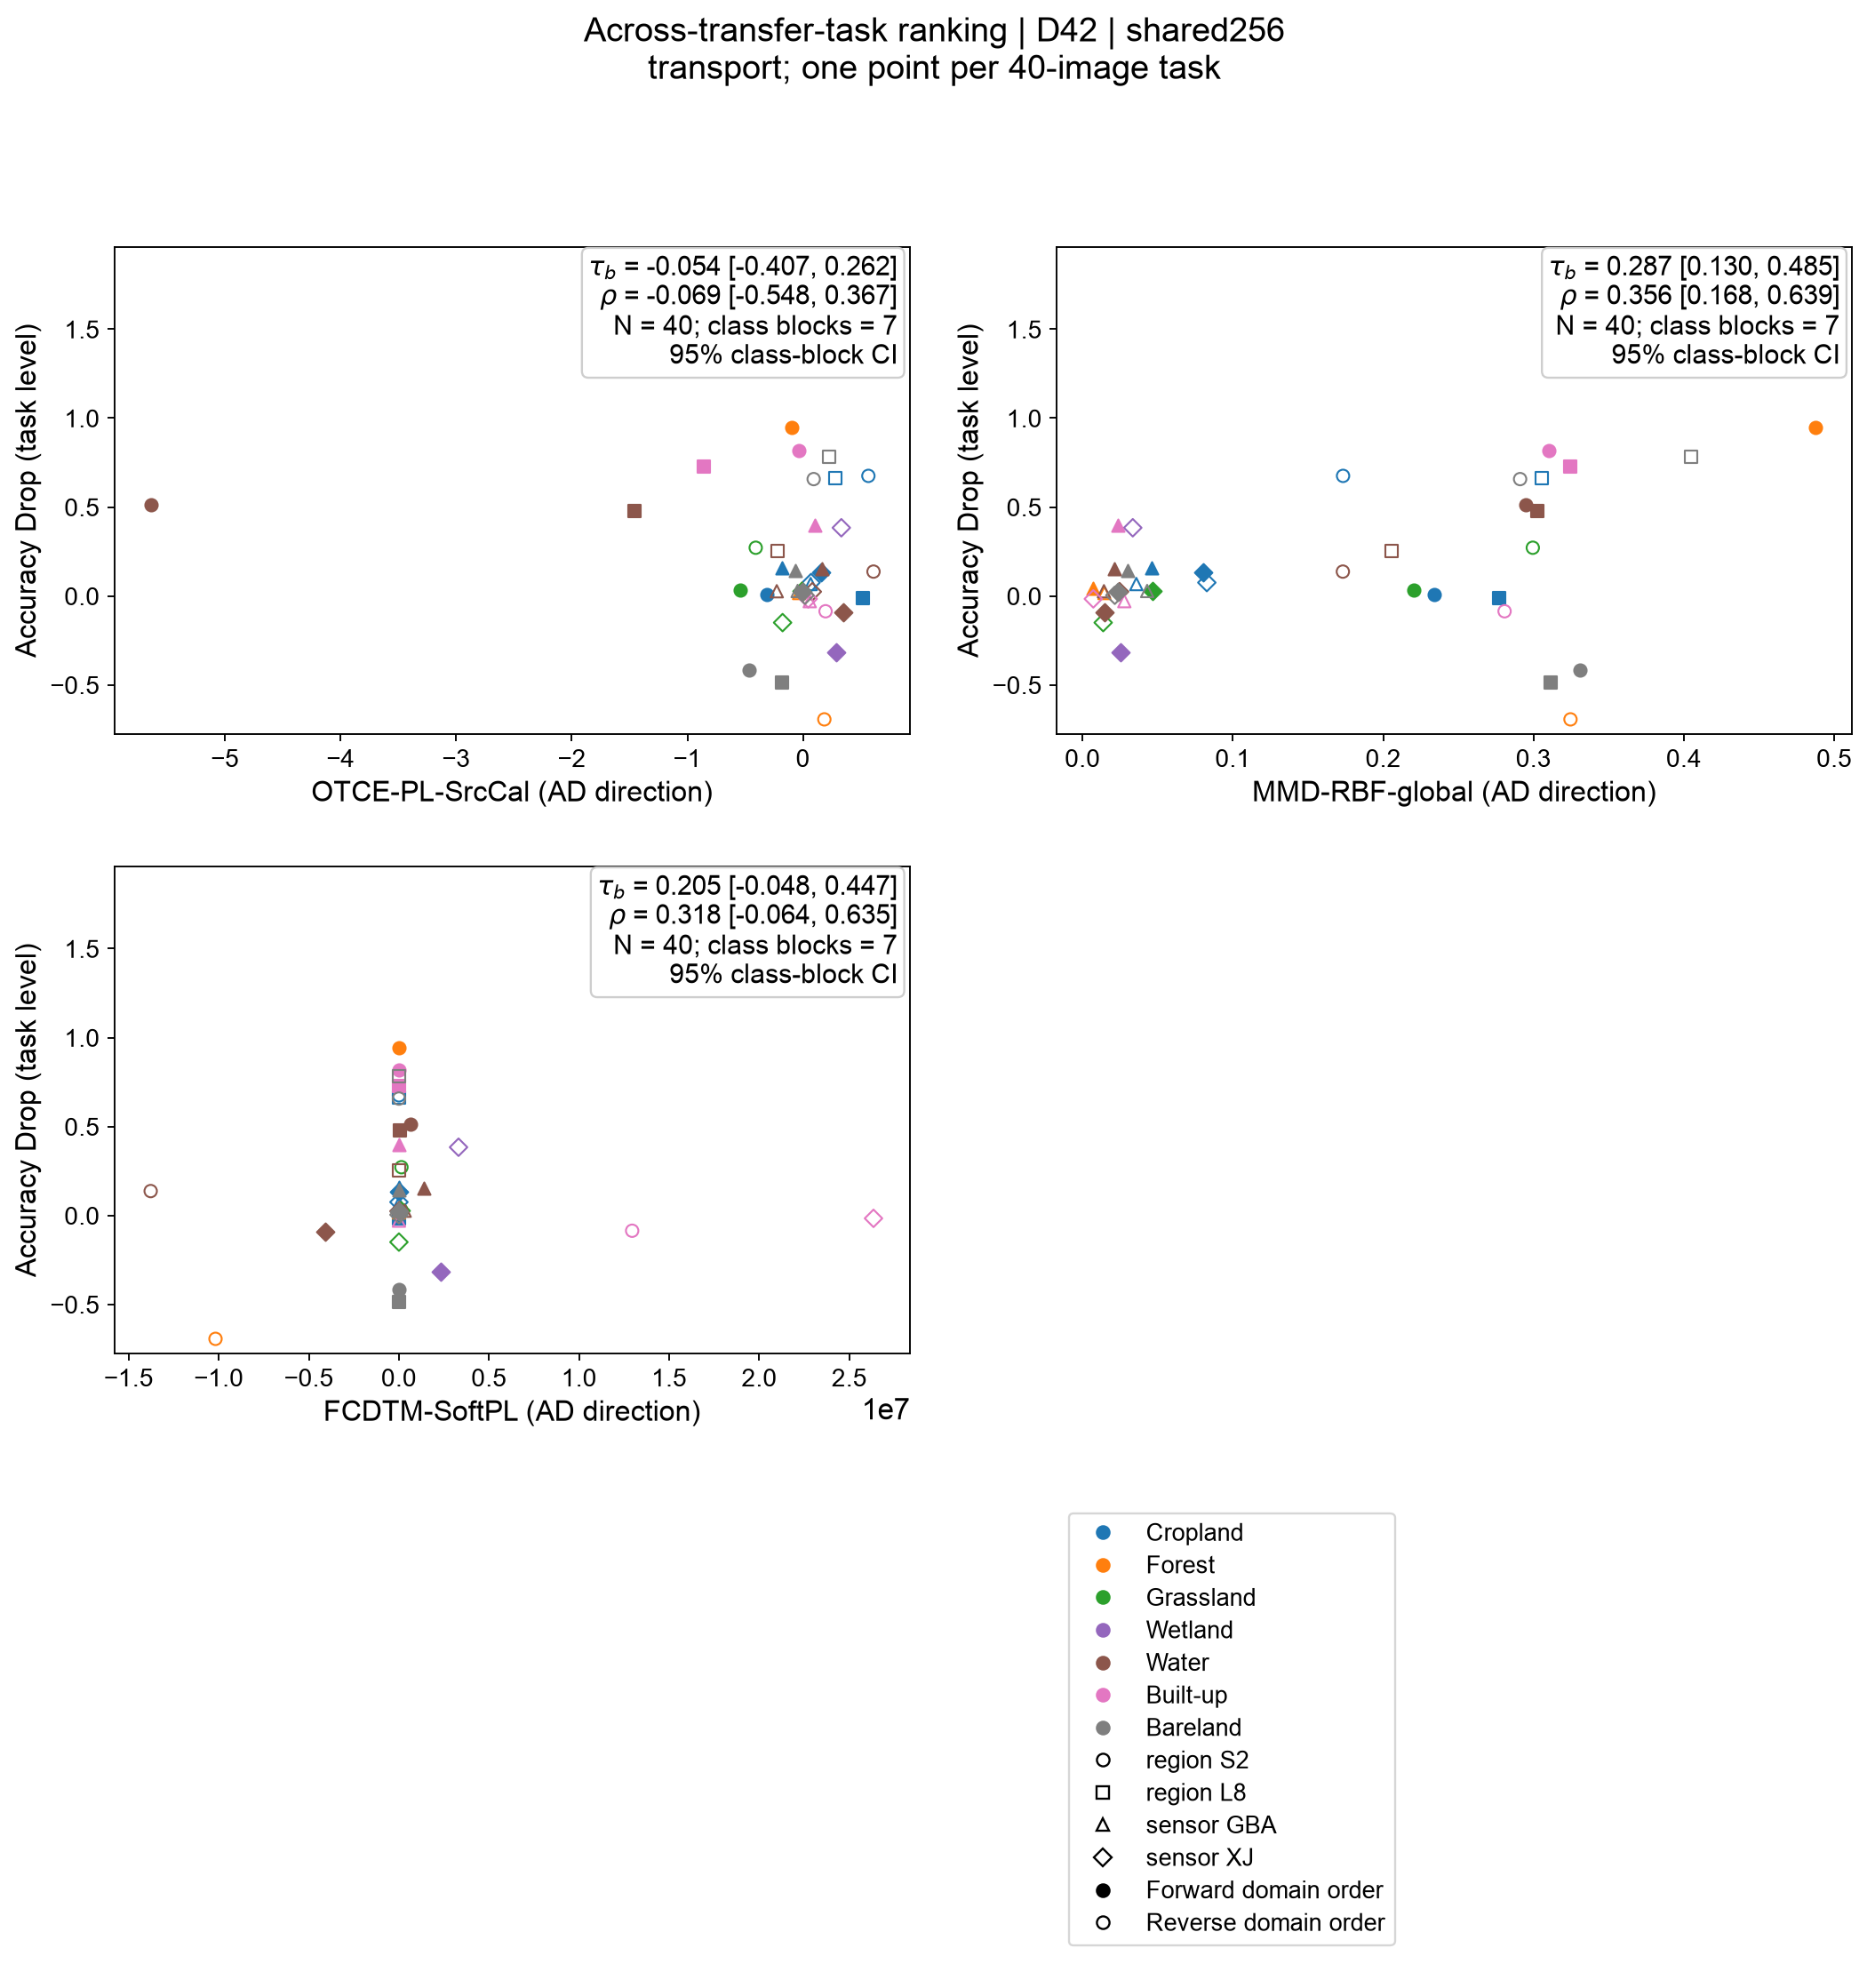 Across-transfer-task ranking | D42 | shared256
transport; one point per 40-image task
τb = -0.054 [-0.407, 0.262]
ρ = -0.069 [-0.548, 0.367]
N = 40; class blocks = 7
95% class-block CI
Accuracy Drop (task level)
1.5
1.0
0.5
0.0
−0.5
−5 −4 −3 −2 −1 0
OTCE-PL-SrcCal (AD direction)
τb = 0.287 [0.130, 0.485]
ρ = 0.356 [0.168, 0.639]
N = 40; class blocks = 7
95% class-block CI
Accuracy Drop (task level)
1.5
1.0
0.5
0.0
−0.5
0.0 0.1 0.2 0.3 0.4 0.5
MMD-RBF-global (AD direction)
τb = 0.205 [-0.048, 0.447]
ρ = 0.318 [-0.064, 0.635]
N = 40; class blocks = 7
95% class-block CI
Accuracy Drop (task level)
1.5
1.0
0.5
0.0
−0.5
−1.5 −1.0 −0.5 0.0 0.5 1.0 1.5 2.0 2.5
FCDTM-SoftPL (AD direction)
1e7
Cropland
Forest
Grassland
Wetland
Water
Built-up
Bareland
region S2
region L8
sensor GBA
sensor XJ
Forward domain order
Reverse domain order